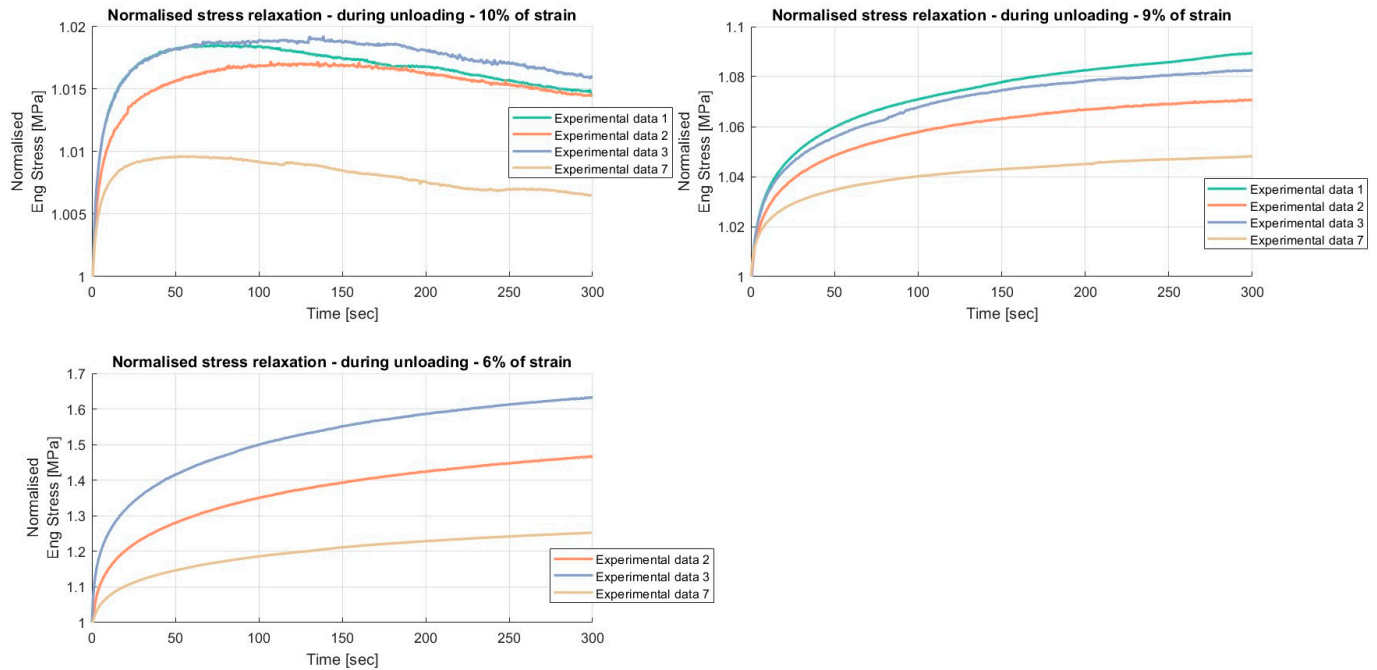 Normalised stress relaxation - during unloading - 10% of strain
1.02
1.015
1.01
1.005
1
Normalised
Eng Stress [MPa]
0
50
100
150
200
250
300
Time [sec]
Experimental data 1
Experimental data 2
Experimental data 3
Experimental data 7
Normalised stress relaxation - during unloading - 9% of strain
1.1
1.08
1.06
1.04
1.02
1
Normalised
Eng Stress [MPa]
0
50
100
150
200
250
300
Time [sec]
Experimental data 1
Experimental data 2
Experimental data 3
Experimental data 7
Normalised stress relaxation - during unloading - 6% of strain
1.7
1.6
1.5
1.4
1.3
1.2
1.1
1
Normalised
Eng Stress [MPa]
0
50
100
150
200
250
300
Time [sec]
Experimental data 2
Experimental data 3
Experimental data 7